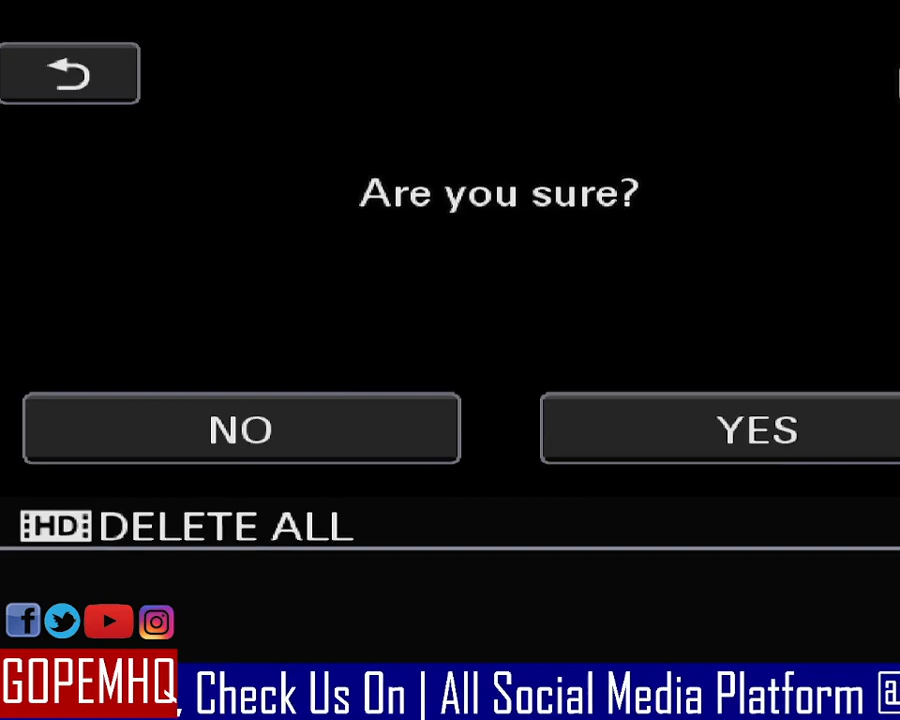 Are you sure?
NO
YES
HD DELETE ALL
GOPEMHQ, Check Us On | All Social Media Platform @